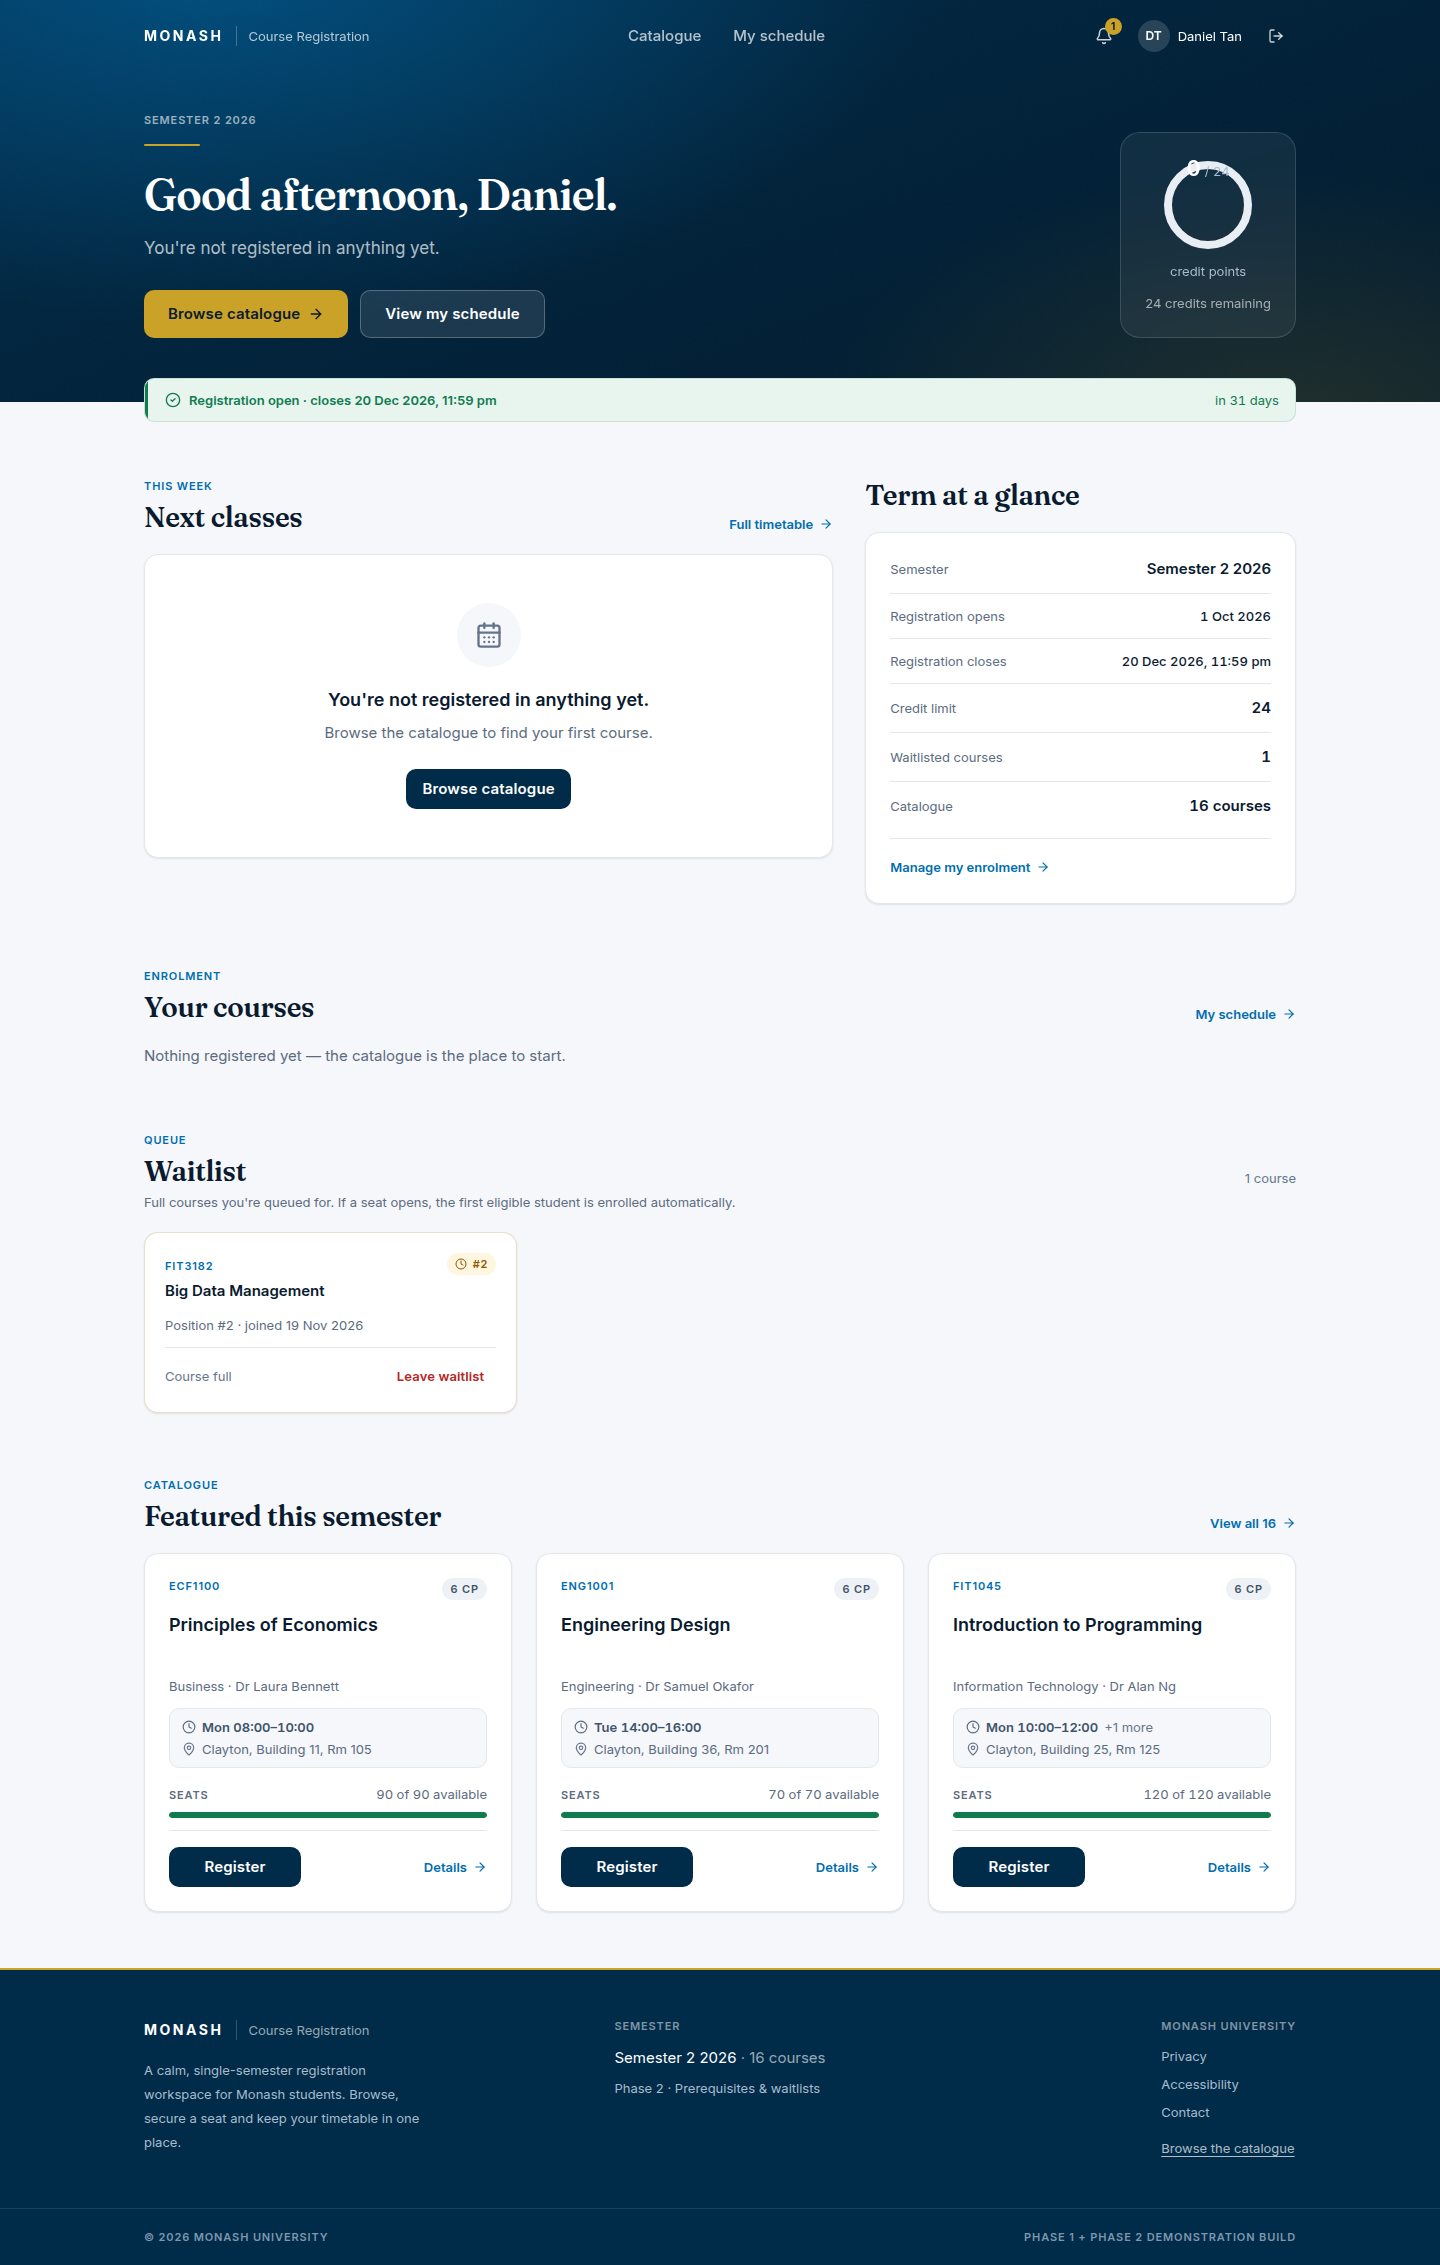 MONASH
Course Registration
Catalogue
My schedule
1
DT
Daniel Tan
SEMESTER 2 2026
Good afternoon, Daniel.
You're not registered in anything yet.
Browse catalogue
View my schedule
0 / 24
credit points
24 credits remaining
Registration open · closes 20 Dec 2026, 11:59 pm
in 31 days
THIS WEEK
Next classes
Full timetable
You're not registered in anything yet.
Browse the catalogue to find your first course.
Browse catalogue
Term at a glance
Semester
Semester 2 2026
Registration opens
1 Oct 2026
Registration closes
20 Dec 2026, 11:59 pm
Credit limit
24
Waitlisted courses
1
Catalogue
16 courses
Manage my enrolment
ENROLMENT
Your courses
My schedule
Nothing registered yet — the catalogue is the place to start.
QUEUE
Waitlist
1 course
Full courses you're queued for. If a seat opens, the first eligible student is enrolled automatically.
FIT3182
#2
Big Data Management
Position #2 · joined 19 Nov 2026
Course full
Leave waitlist
CATALOGUE
Featured this semester
View all 16
ECF1100
6 CP
Principles of Economics
Business · Dr Laura Bennett
Mon 08:00–10:00
Clayton, Building 11, Rm 105
SEATS
90 of 90 available
Register
Details
ENG1001
6 CP
Engineering Design
Engineering · Dr Samuel Okafor
Tue 14:00–16:00
Clayton, Building 36, Rm 201
SEATS
70 of 70 available
Register
Details
FIT1045
6 CP
Introduction to Programming
Information Technology · Dr Alan Ng
Mon 10:00–12:00 +1 more
Clayton, Building 25, Rm 125
SEATS
120 of 120 available
Register
Details
MONASH
Course Registration
A calm, single-semester registration
workspace for Monash students. Browse,
secure a seat and keep your timetable in one
place.
SEMESTER
Semester 2 2026 · 16 courses
Phase 2 · Prerequisites & waitlists
MONASH UNIVERSITY
Privacy
Accessibility
Contact
Browse the catalogue
© 2026 MONASH UNIVERSITY
PHASE 1 + PHASE 2 DEMONSTRATION BUILD